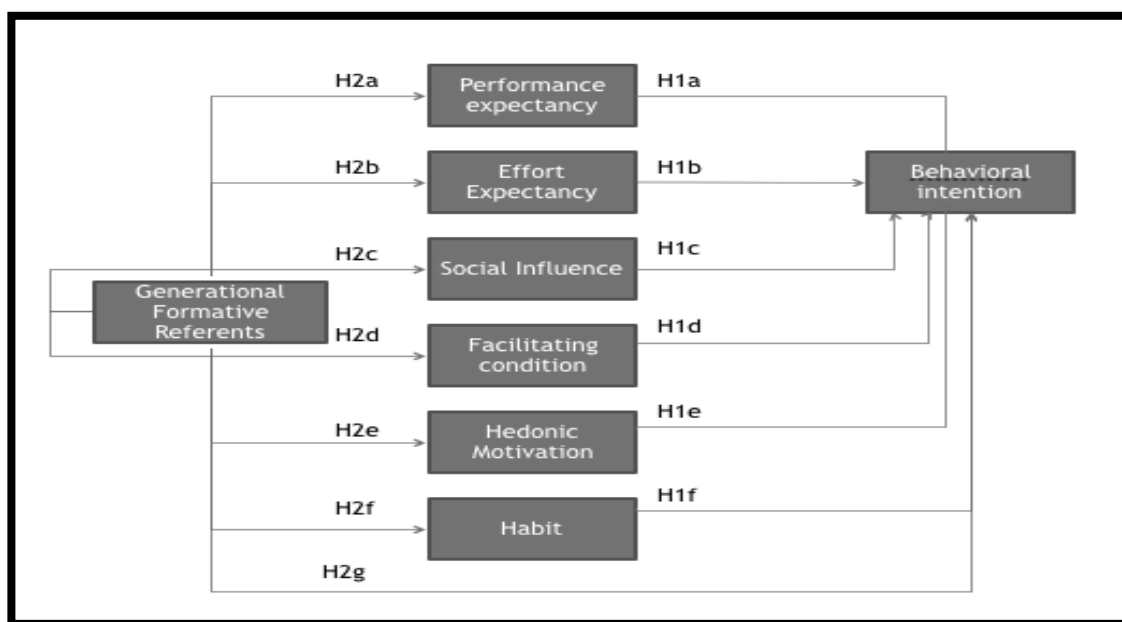 H2a
Performance
expectancy
H1a
H2b
Effort
Expectancy
H1b
Behavioral
intention
H2c
Social Influence
H1c
Generational
Formative
Referents
H2d
Facilitating
condition
H1d
H2e
Hedonic
Motivation
H1e
H2f
Habit
H1f
H2g